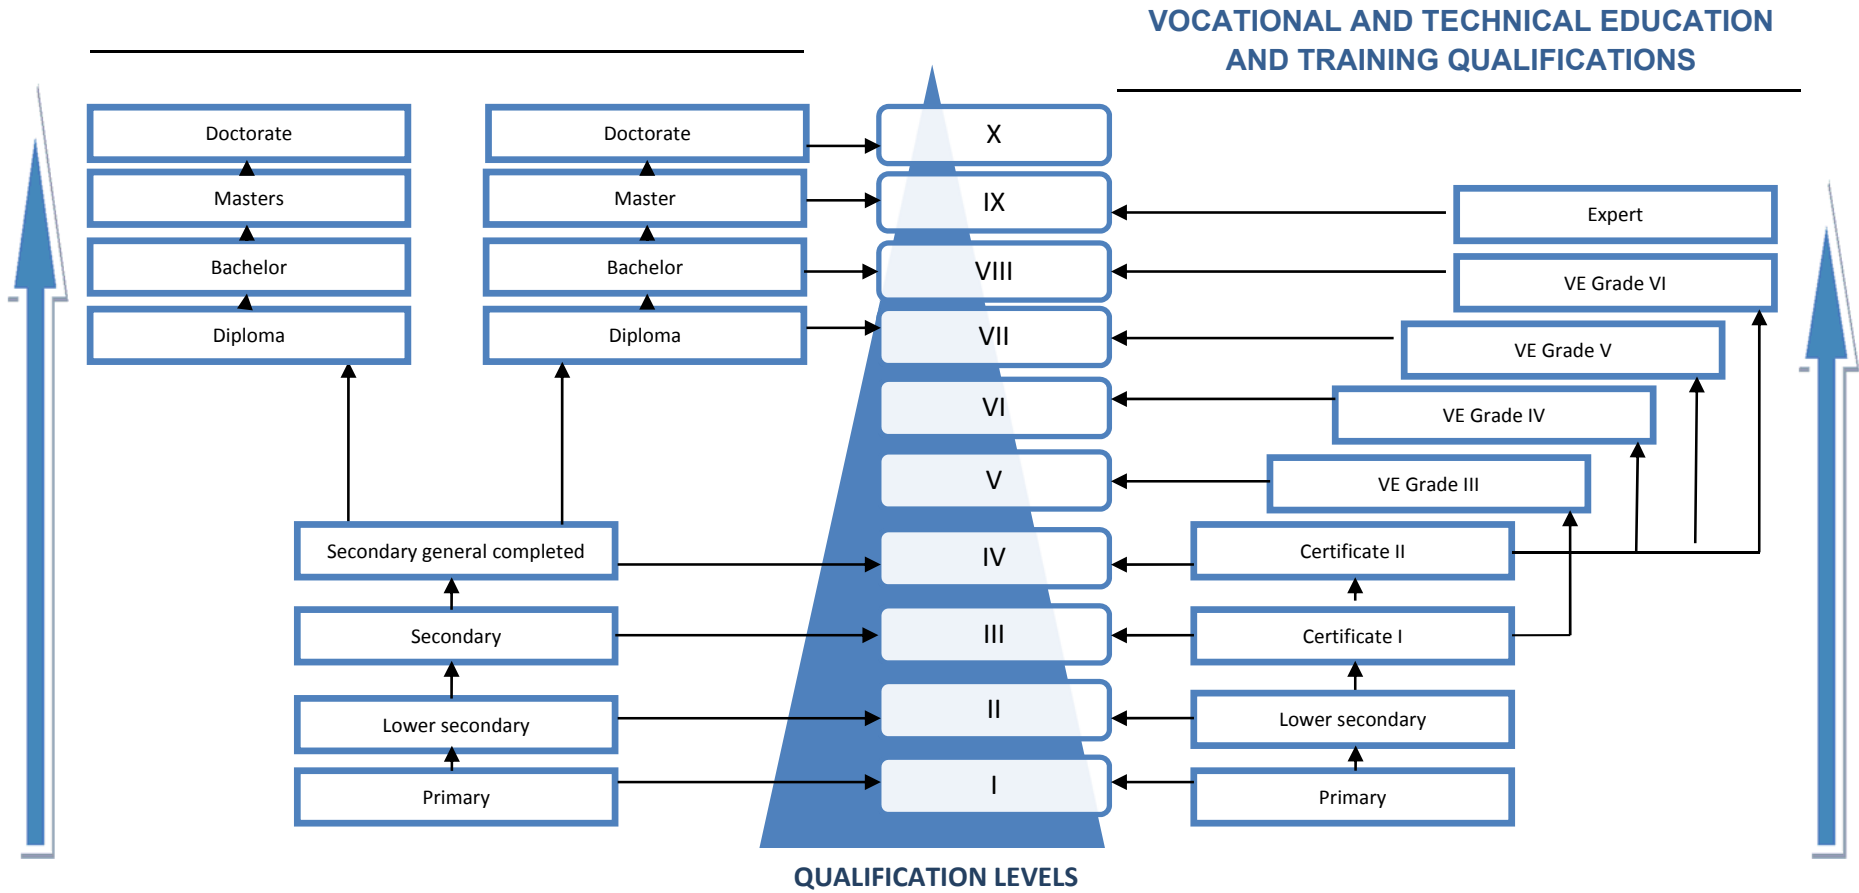 VOCATIONAL AND TECHNICAL EDUCATION
AND TRAINING QUALIFICATIONS
Doctorate
Doctorate
X
Masters
Master
IX
Expert
Bachelor
Bachelor
VIII
VE Grade VI
Diploma
Diploma
VII
VE Grade V
VI
VE Grade IV
V
VE Grade III
Secondary general completed
IV
Certificate II
Secondary
III
Certificate I
Lower secondary
II
Lower secondary
Primary
I
Primary
QUALIFICATION LEVELS